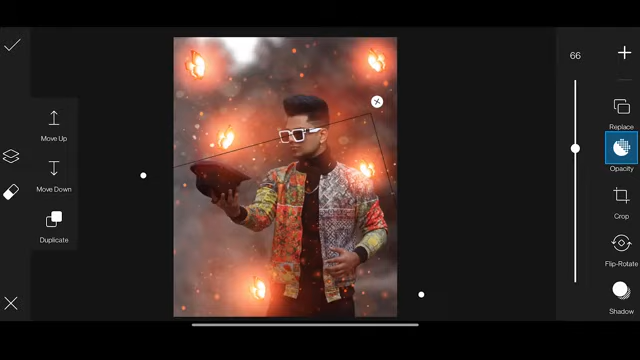 66
Move Up
Replace
Move Down
Opacity
Crop
Duplicate
Flip-Rotate
Shadow